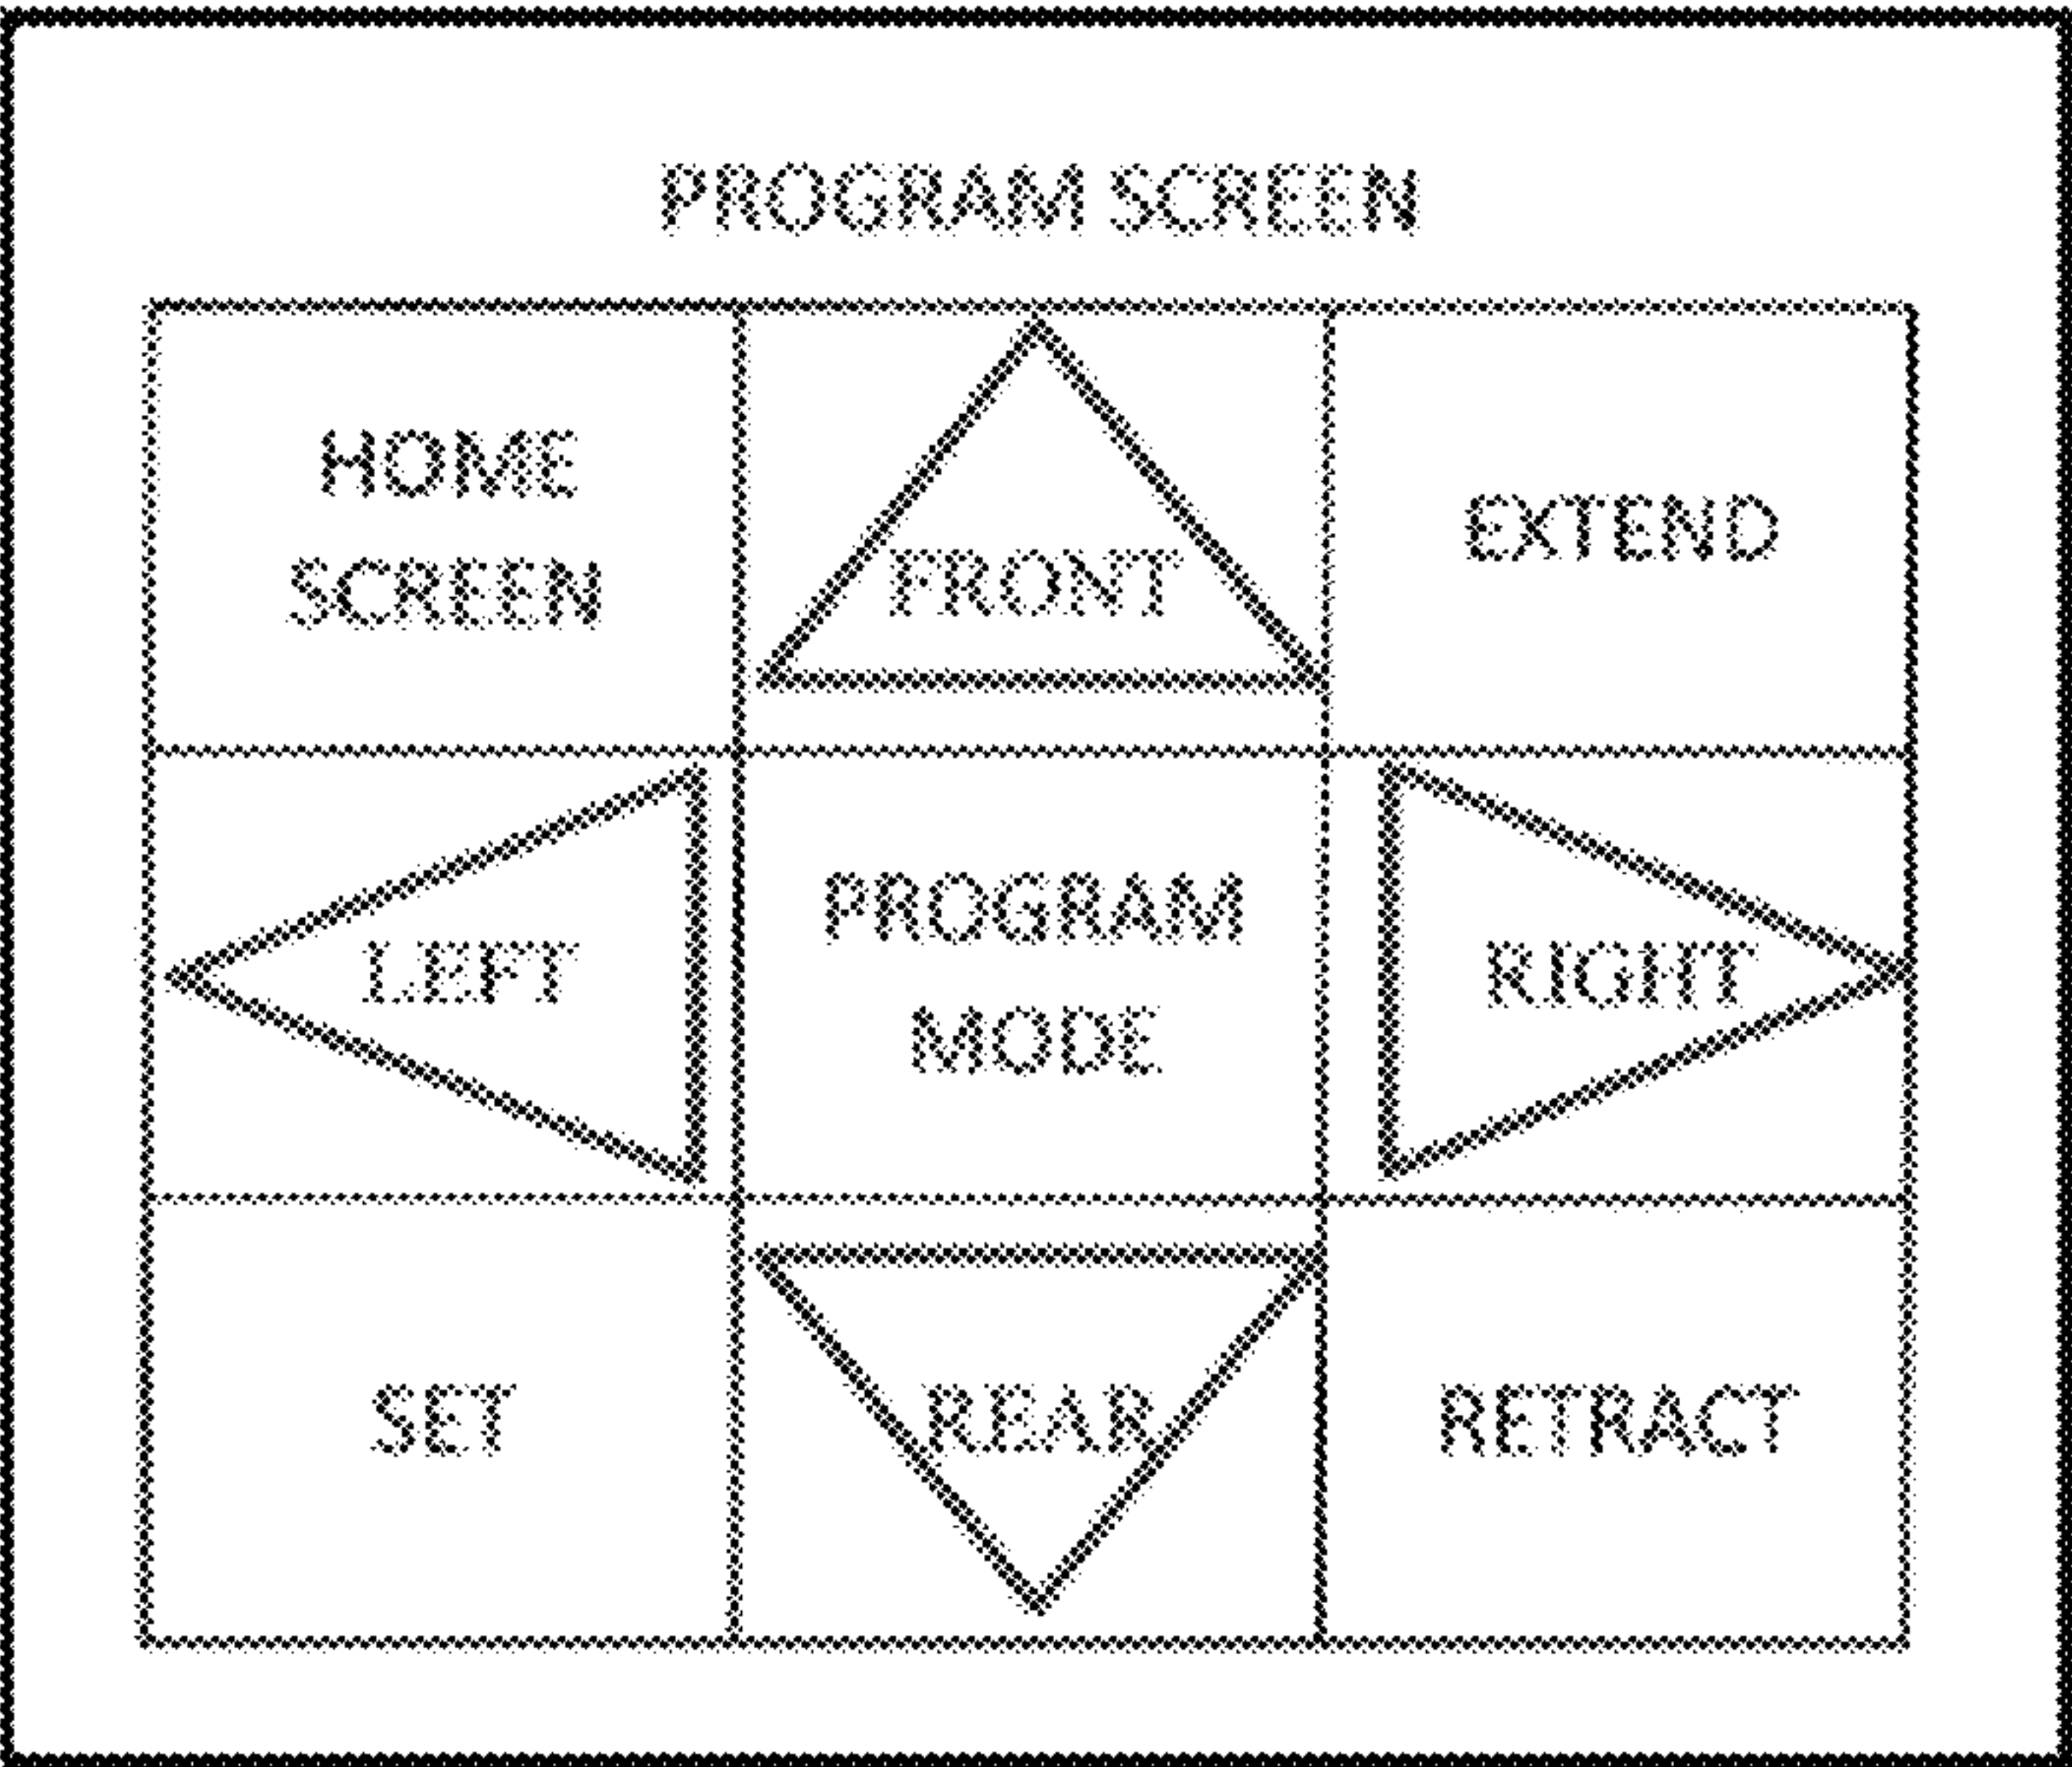 PROGRAM SCREEN
HOME
SCREEN
FRONT
EXTEND
LEFT
PROGRAM
MODE
RIGHT
SET
REAR
RETRACT